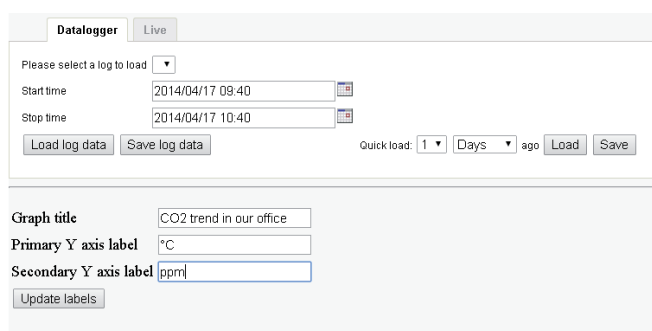 Datalogger Live
Please select a log to load
Start time 2014/04/17 09:40
Stop time 2014/04/17 10:40
Load log data Save log data Quick load: 1 Days ago Load Save
Graph title CO2 trend in our office
Primary Y axis label °C
Secondary Y axis label ppm
Update labels